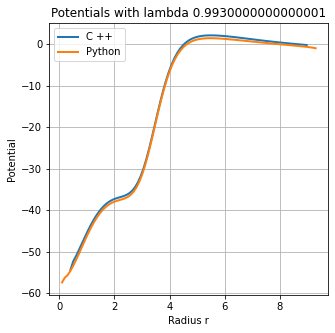 Potentials with lambda 0.9930000000000001
C ++
Python
0
−10
−20
−30
−40
−50
−60
Potential
0 2 4 6 8
Radius r